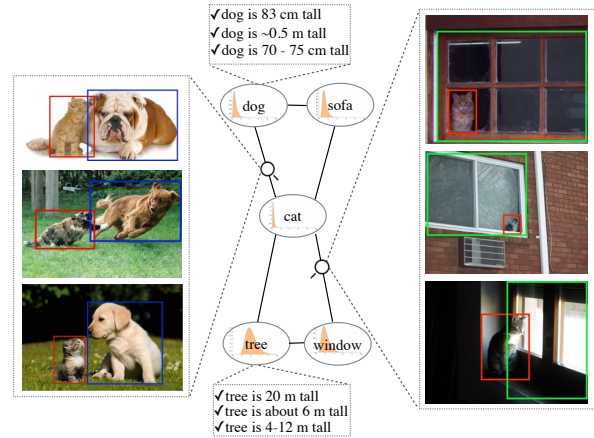 ✓dog is 83 cm tall
✓dog is ~0.5 m tall
✓dog is 70 - 75 cm tall
dog
sofa
cat
tree
window
✓tree is 20 m tall
✓tree is about 6 m tall
✓tree is 4-12 m tall